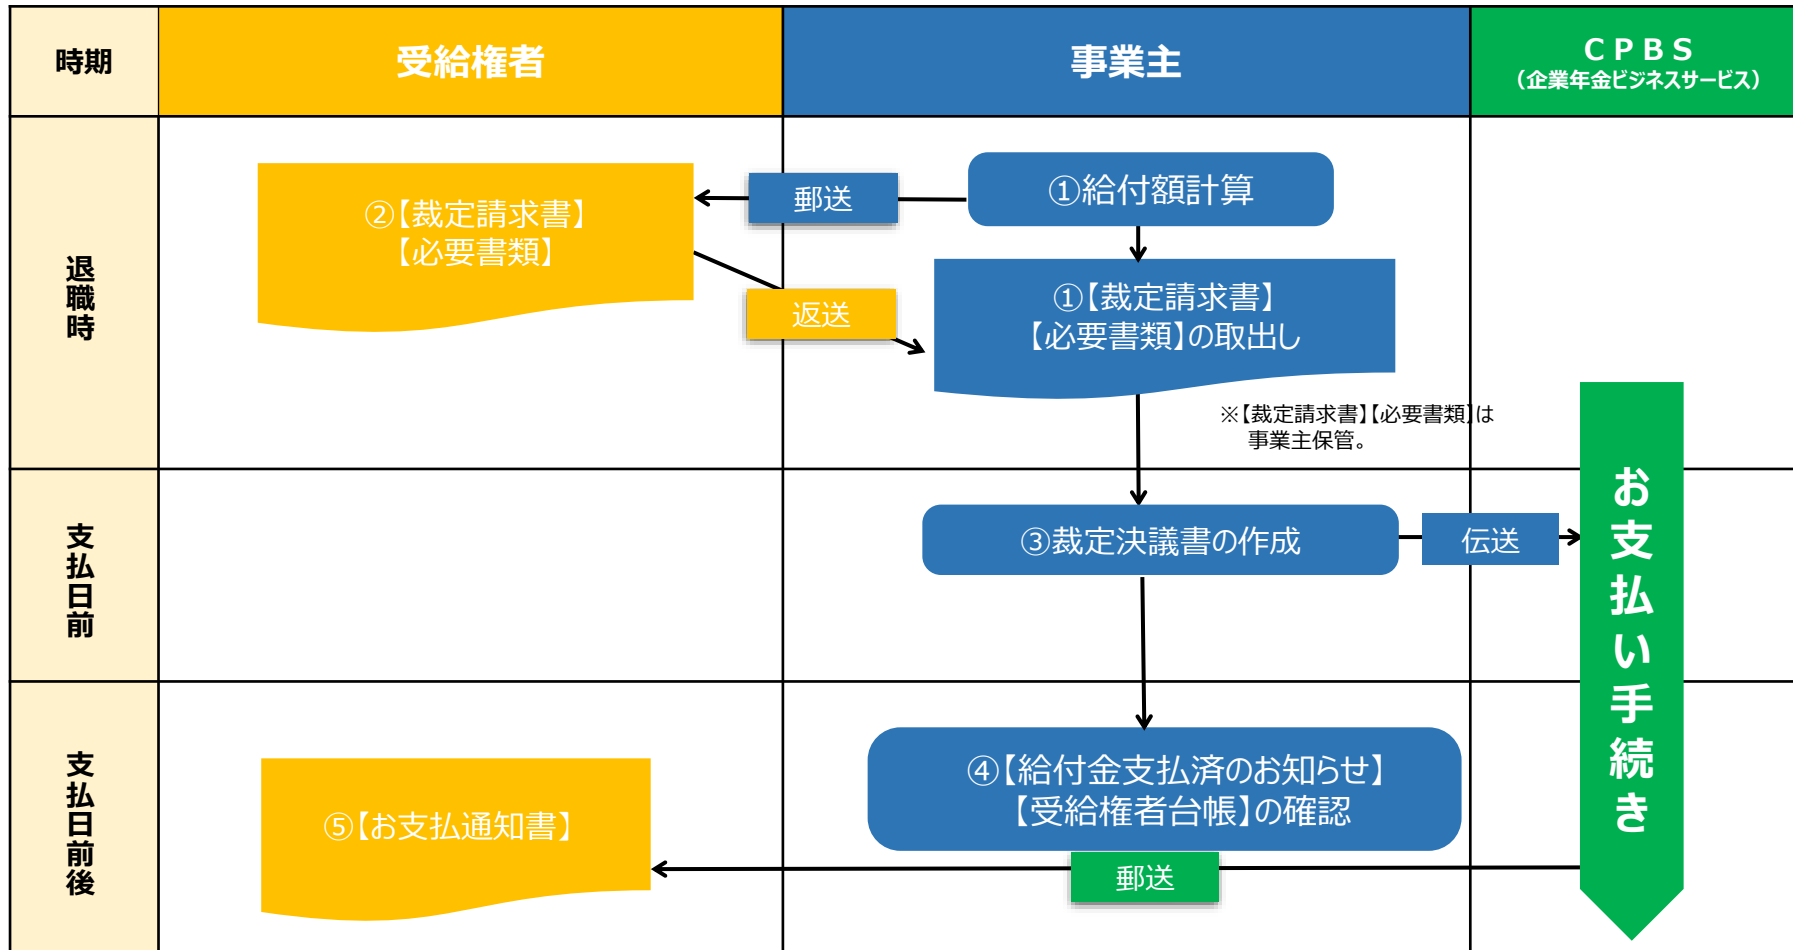 時期
受給権者
事業主
ＣＰＢＳ
（企業年金ビジネスサービス）
退職時
郵送
①給付額計算
②【裁定請求書】
【必要書類】
返送
①【裁定請求書】
【必要書類】の取出し
※【裁定請求書】【必要書類】は
事業主保管。
お支払い手続き
支払日前
③裁定決議書の作成
伝送
支払日前後
④【給付金支払済のお知らせ】
【受給権者台帳】の確認
⑤【お支払通知書】
郵送